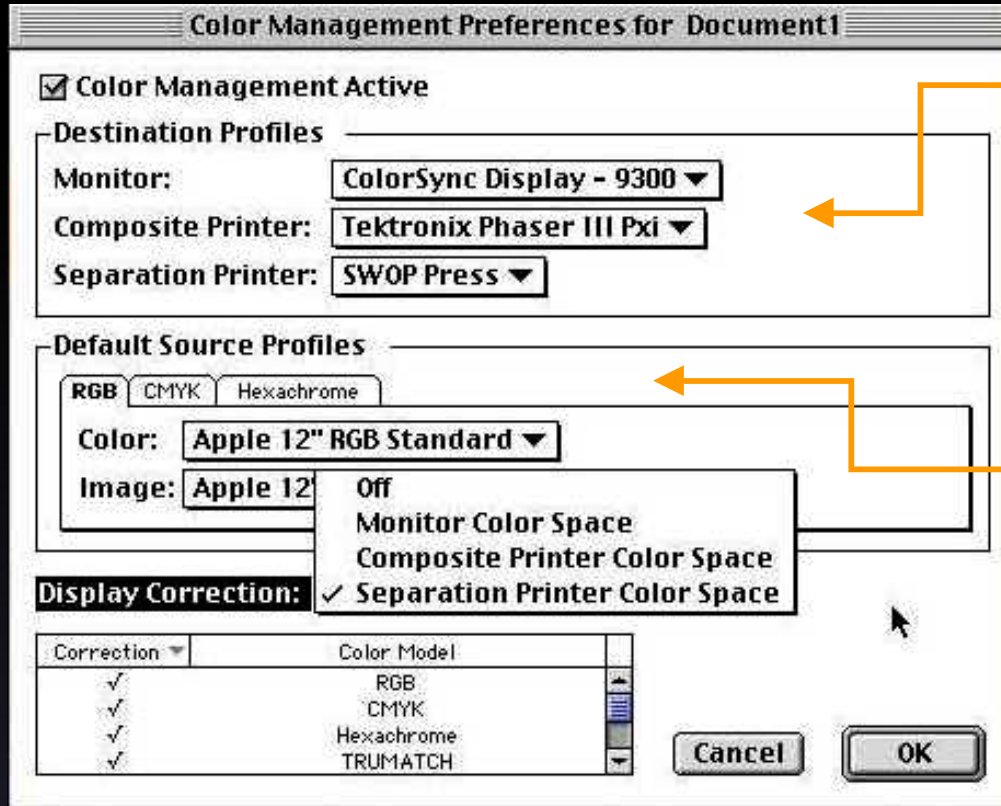 Color Management Preferences for Document1
Color Management Active
Destination Profiles
Monitor: ColorSync Display - 9300
Composite Printer: Tektronix Phaser III Pxi
Separation Printer: SWOP Press
Default Source Profiles
RGB CMYK Hexachrome
Color: Apple 12" RGB Standard
Image: Apple 12"
Off
Monitor Color Space
Composite Printer Color Space
Display Correction: ✓ Separation Printer Color Space
Correction Color Model
✓ RGB
✓ CMYK
✓ Hexachrome
✓ TRUMATCH
Cancel OK